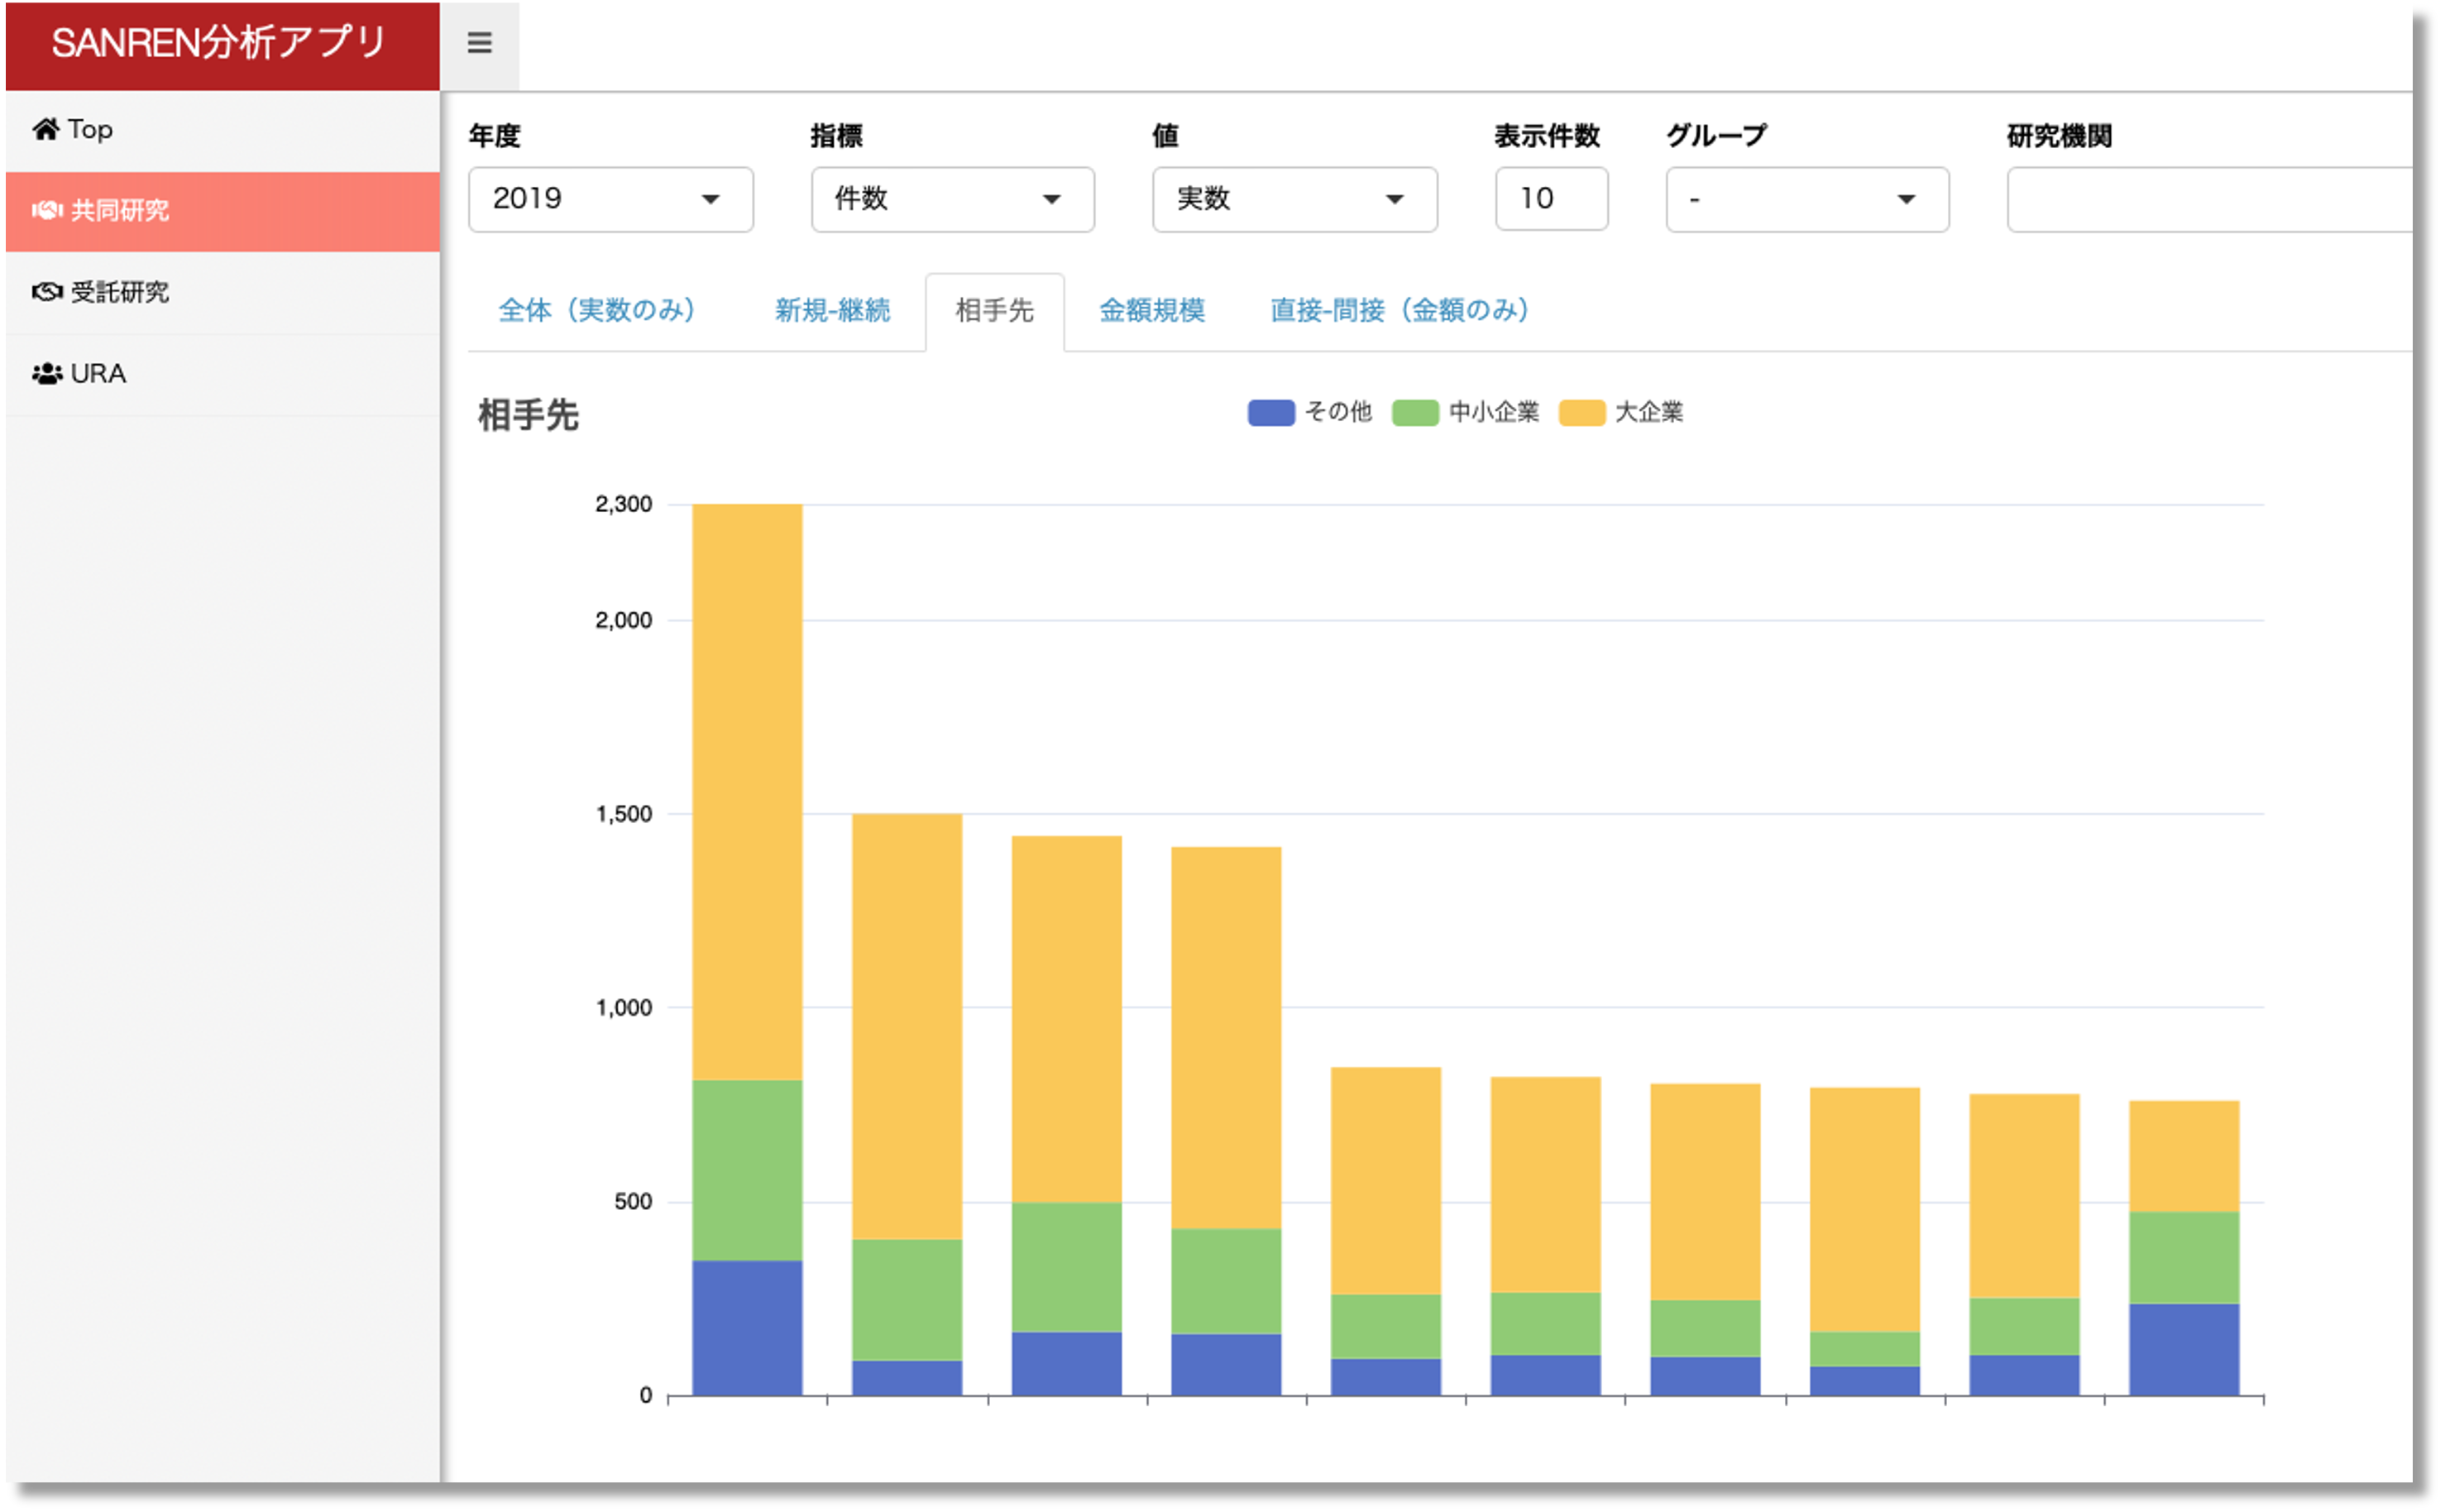 SANREN分析アプリ
Top
共同研究
受託研究
URA
年度 指標 値 表示件数 グループ 研究機関
2019 件数 実数 10 -
全体（実数のみ） 新規-継続 相手先 金額規模 直接-間接（金額のみ）
相手先
その他 中小企業 大企業
2,300
2,000
1,500
1,000
500
0